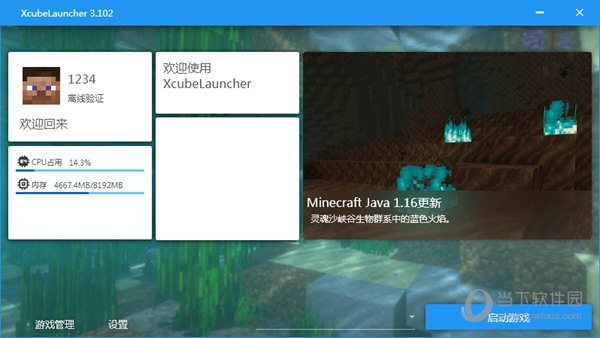 XcubeLauncher 3.102
1234
离线验证
欢迎回来
欢迎使用
XcubeLauncher
CPU占用 14.3%
内存 4667.4MB/8192MB
Minecraft Java 1.16更新
灵魂沙峡谷生物群系中的蓝色火焰。
游戏管理
设置
启动游戏
当下软件园